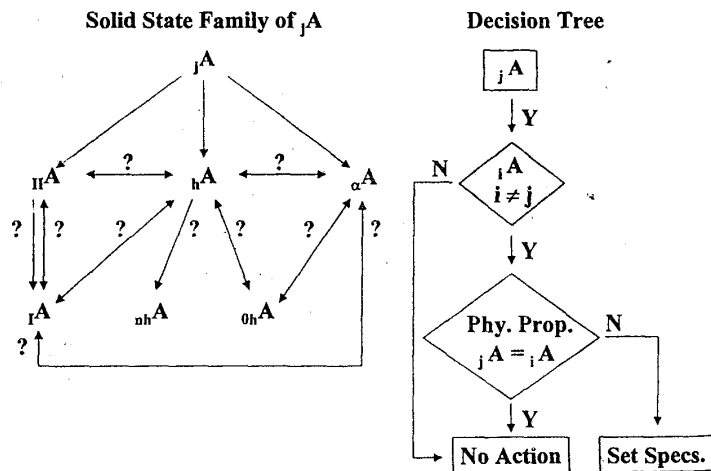 Solid State Family of jA
Decision Tree
jA
IIA
?
hA
?
αA
?
?
?
?
?
?
?
IA
nhA
0hA
?
jA
Y
N
iA
i ≠ j
Y
Phy. Prop.
jA = iA
N
Y
No Action
Set Specs.